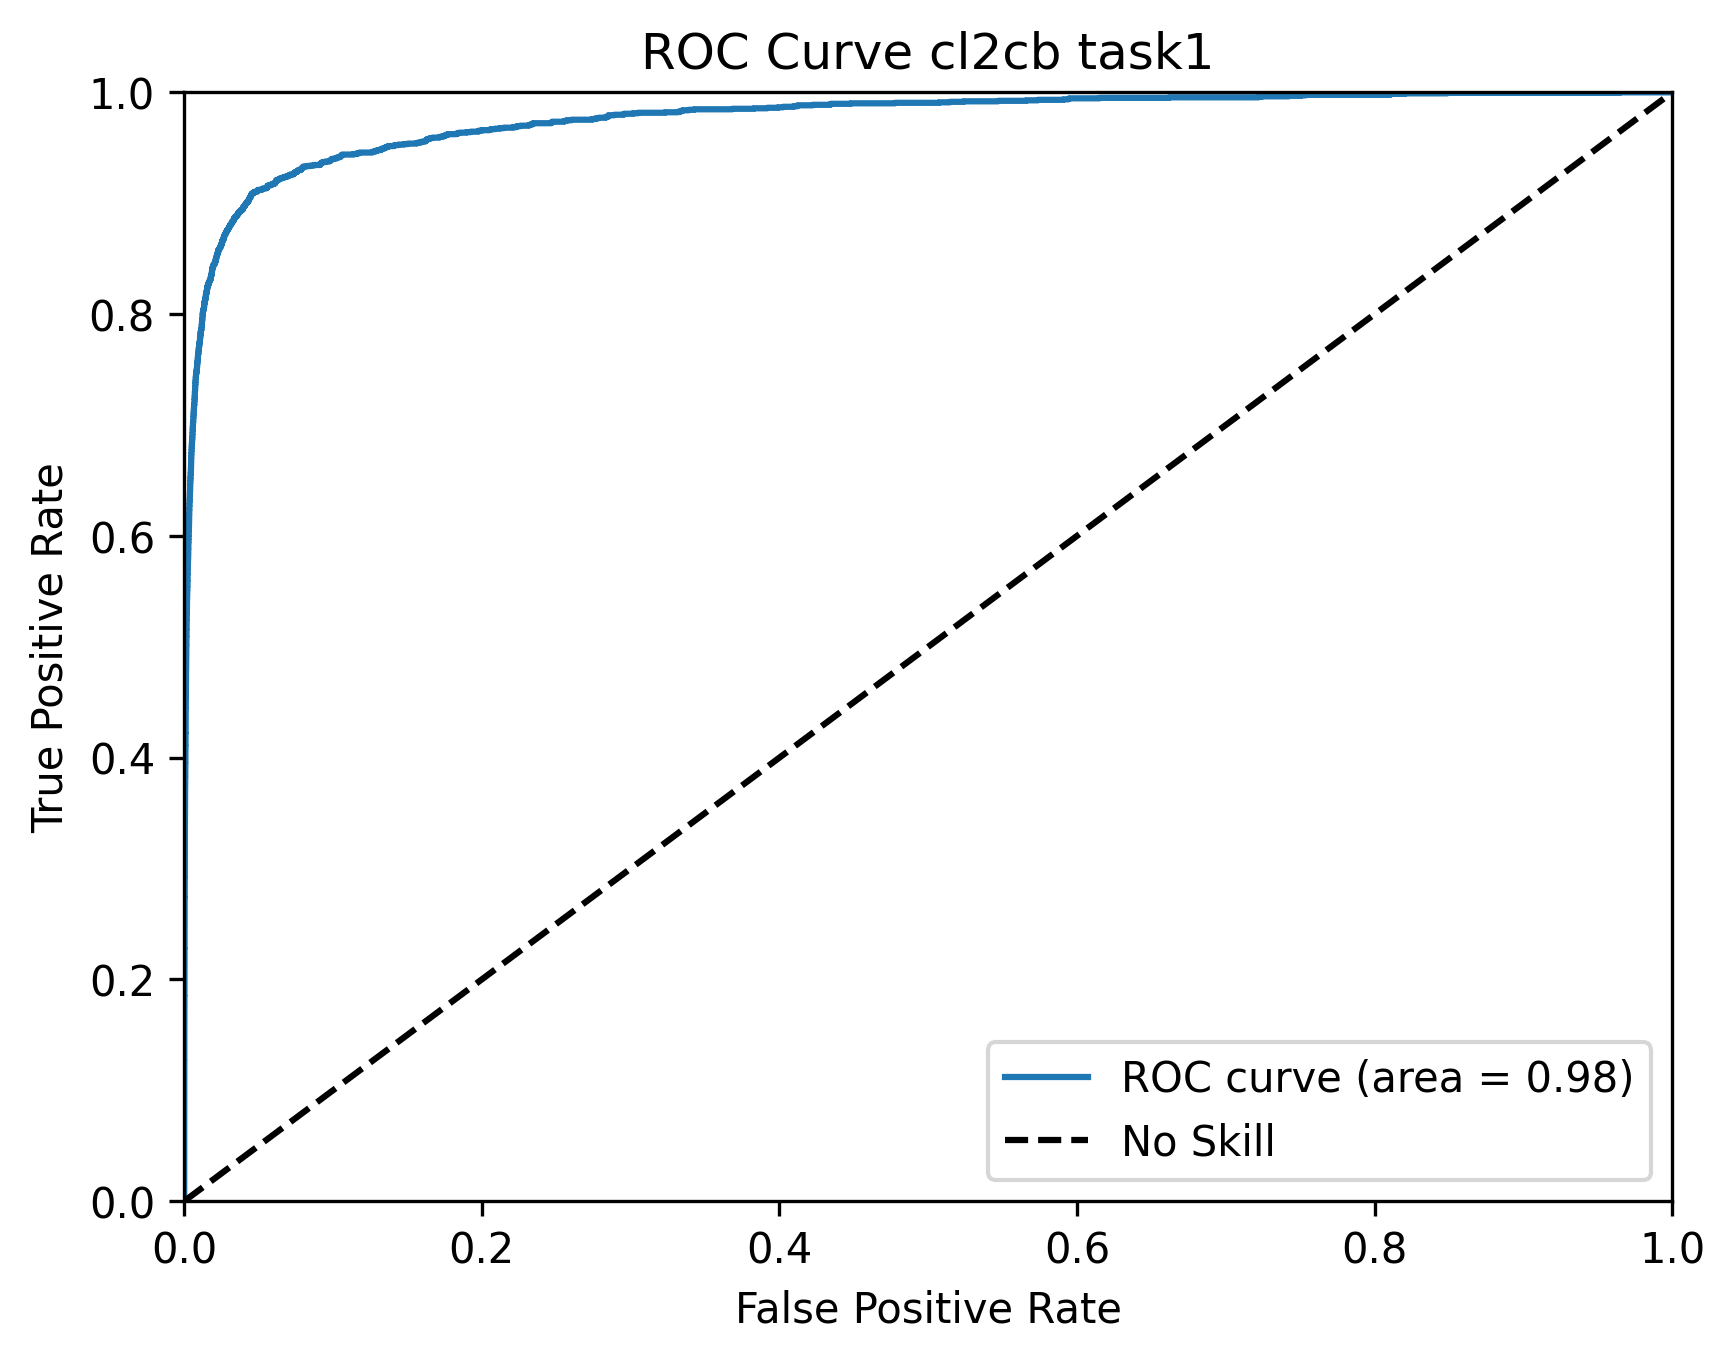 ROC Curve cl2cb task1
1.0
0.8
0.6
0.4
0.2
0.0
True Positive Rate
ROC curve (area = 0.98)
No Skill
0.0 0.2 0.4 0.6 0.8 1.0
False Positive Rate